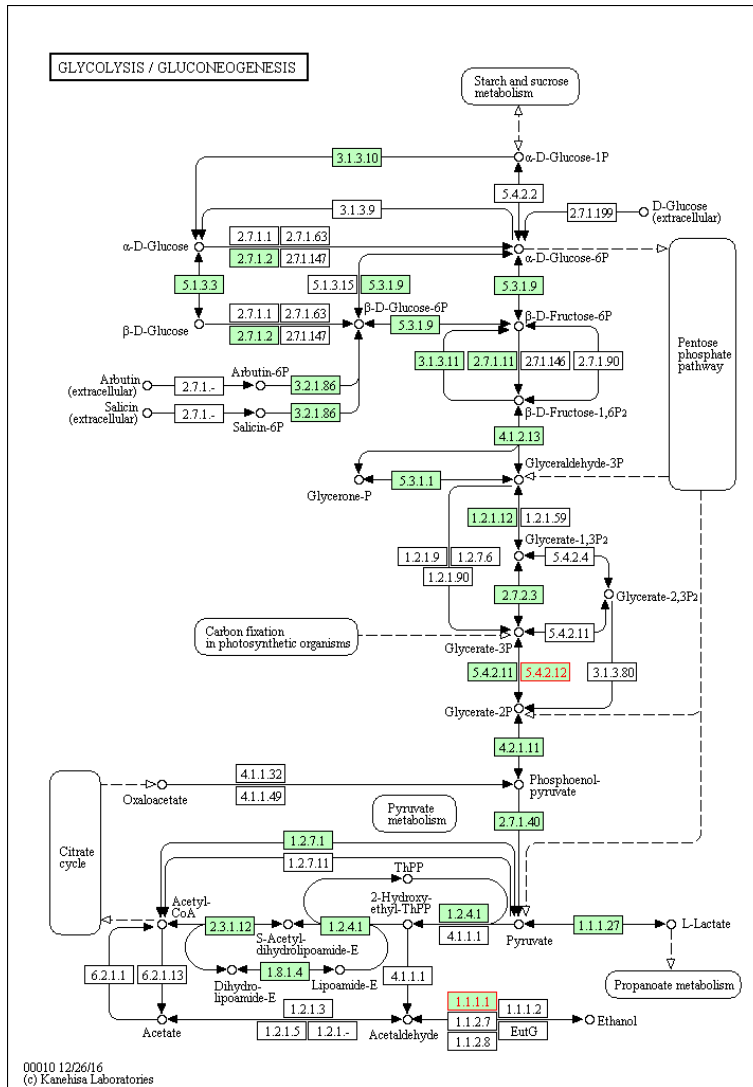 GLYCOLYSIS / GLUCONEOGENESIS
Starch and sucrose
metabolism
3.1.3.10
α-D-Glucose-1P
5.4.2.2
3.1.3.9
2.7.1.199
D-Glucose
(extracellular)
α-D-Glucose
2.7.1.1
2.7.1.63
2.7.1.2
2.7.1.147
α-D-Glucose-6P
5.1.3.3
5.1.3.15
5.3.1.9
5.3.1.9
β-D-Glucose
2.7.1.1
2.7.1.63
2.7.1.2
2.7.1.147
β-D-Glucose-6P
5.3.1.9
β-D-Fructose-6P
Pentose
phosphate
pathway
3.1.3.11
2.7.1.11
2.7.1.146
2.7.1.90
Arbutin
(extracellular)
2.7.1.-
Arbutin-6P
3.2.1.86
Salicin
(extracellular)
2.7.1.-
Salicin-6P
3.2.1.86
β-D-Fructose-1,6P2
4.1.2.13
Glyceraldehyde-3P
5.3.1.1
Glycerone-P
1.2.1.12
1.2.1.59
1.2.1.9
1.2.7.6
1.2.1.90
Glycerate-1,3P2
5.4.2.4
2.7.2.3
Glycerate-2,3P2
Carbon fixation
in photosynthetic organisms
5.4.2.11
Glycerate-3P
5.4.2.11
5.4.2.12
3.1.3.80
Glycerate-2P
4.2.1.11
4.1.1.32
4.1.1.49
Oxaloacetate
Phosphoenol-
pyruvate
Pyruvate
metabolism
2.7.1.40
Citrate
cycle
1.2.7.1
1.2.7.11
ThPP
Acetyl-
CoA
2-Hydroxy-
ethyl-ThPP
2.3.1.12
1.2.4.1
1.2.4.1
4.1.1.1
S-Acetyl-
dihydrolipoamide-E
Pyruvate
1.1.1.27
L-Lactate
6.2.1.1
6.2.1.13
1.8.1.4
Dihydro-
lipoamide-E
Lipoamide-E
4.1.1.1
Propanoate metabolism
1.2.1.3
1.2.1.5
1.2.1.-
Acetate
Acetaldehyde
1.1.1.1
1.1.1.2
1.1.2.7
EutG
1.1.2.8
Ethanol
00010 12/26/16
(c) Kanehisa Laboratories